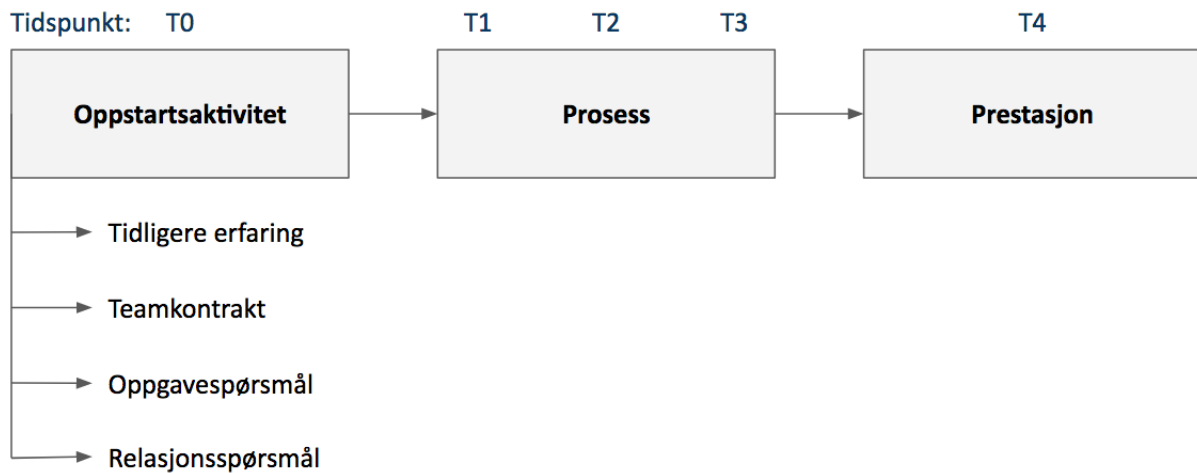 Tidspunkt: T0 T1 T2 T3 T4
Oppstartsaktivitet Prosess Prestasjon
Tidligere erfaring
Teamkontrakt
Oppgavespørsmål
Relasjonsspørsmål